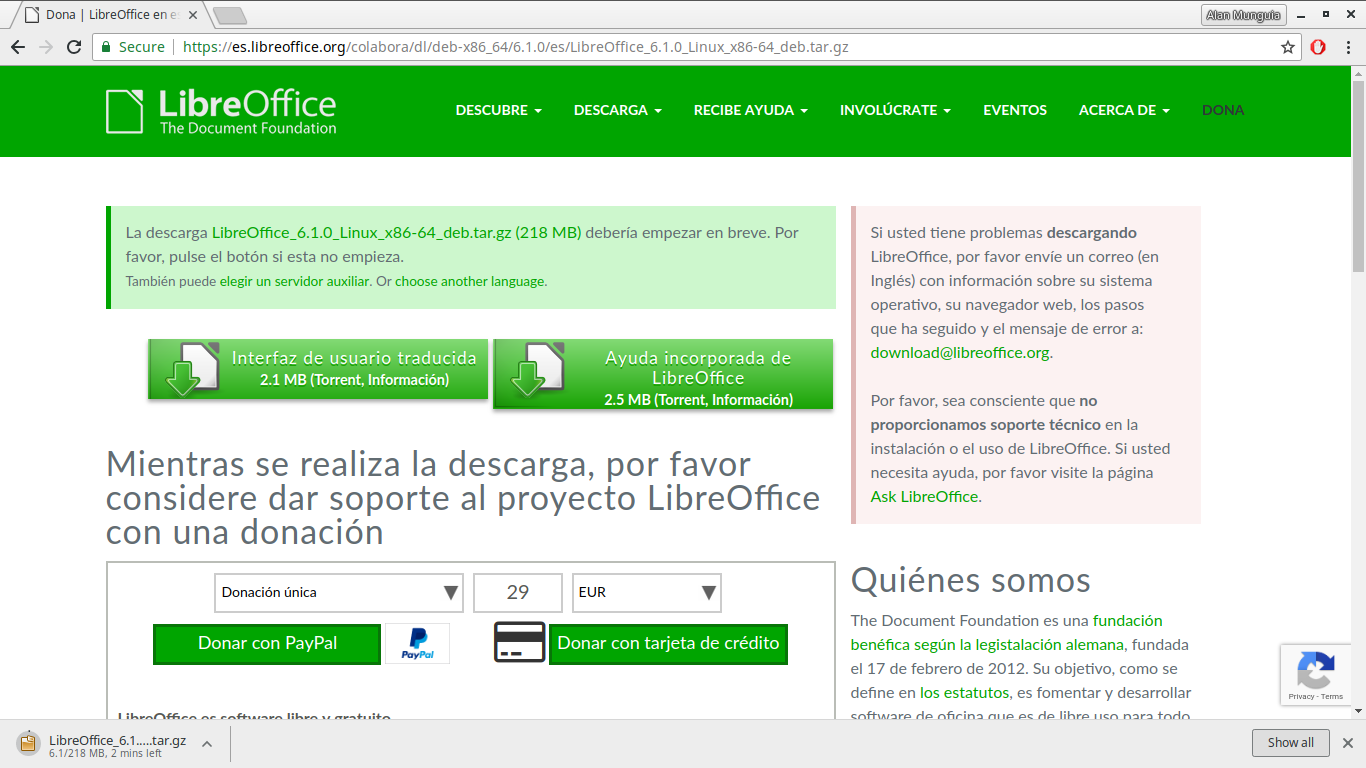 Dona | LibreOffice en e
Alan Munguia
Secure
https://es.libreoffice.org/colabora/dl/deb-x86_64/6.1.0/es/LibreOffice_6.1.0_Linux_x86-64_deb.tar.gz
LibreOffice
The Document Foundation
DESCUBRE
DESCARGA
RECIBE AYUDA
INVOLÚCRATE
EVENTOS
ACERCA DE
DONA
La descarga LibreOffice_6.1.0_Linux_x86-64_deb.tar.gz (218 MB) debería empezar en breve. Por
favor, pulse el botón si esta no empieza.
También puede elegir un servidor auxiliar. Or choose another language.
Interfaz de usuario traducida
2.1 MB (Torrent, Información)
Ayuda incorporada de
LibreOffice
2.5 MB (Torrent, Información)
Mientras se realiza la descarga, por favor
considere dar soporte al proyecto LibreOffice
con una donación
Donación única
29
EUR
Donar con PayPal
PayPal
Donar con tarjeta de crédito
LibreOffice es software libre y gratuito
Si usted tiene problemas descargando
LibreOffice, por favor envíe un correo (en
Inglés) con información sobre su sistema
operativo, su navegador web, los pasos
que ha seguido y el mensaje de error a:
download@libreoffice.org.
Por favor, sea consciente que no
proporcionamos soporte técnico en la
instalación o el uso de LibreOffice. Si usted
necesita ayuda, por favor visite la página
Ask LibreOffice.
Quiénes somos
The Document Foundation es una fundación
benéfica según la legistalación alemana, fundada
el 17 de febrero de 2012. Su objetivo, como se
define en los estatutos, es fomentar y desarrollar
software de oficina que es de libre uso para todo
Privacy - Terms
LibreOffice_6.1.....tar.gz
6.1/218 MB, 2 mins left
Show all